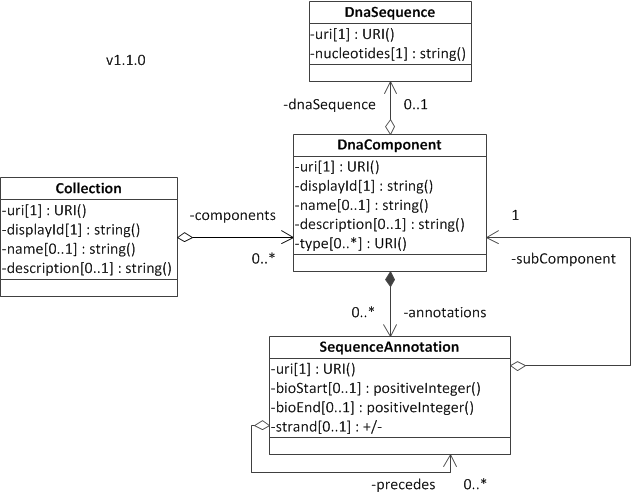 DnaSequence
-uri[1] : URI()
-nucleotides[1] : string()
v1.1.0
-dnaSequence
0..1
DnaComponent
-uri[1] : URI()
-displayId[1] : string()
-name[0..1] : string()
-description[0..1] : string()
-type[0..*] : URI()
Collection
-uri[1] : URI()
-displayId[1] : string()
-name[0..1] : string()
-description[0..1] : string()
-components
0..*
1
-subComponent
0..*
-annotations
SequenceAnnotation
-uri[1] : URI()
-bioStart[0..1] : positiveInteger()
-bioEnd[0..1] : positiveInteger()
-strand[0..1] : +/-
-precedes
0..*